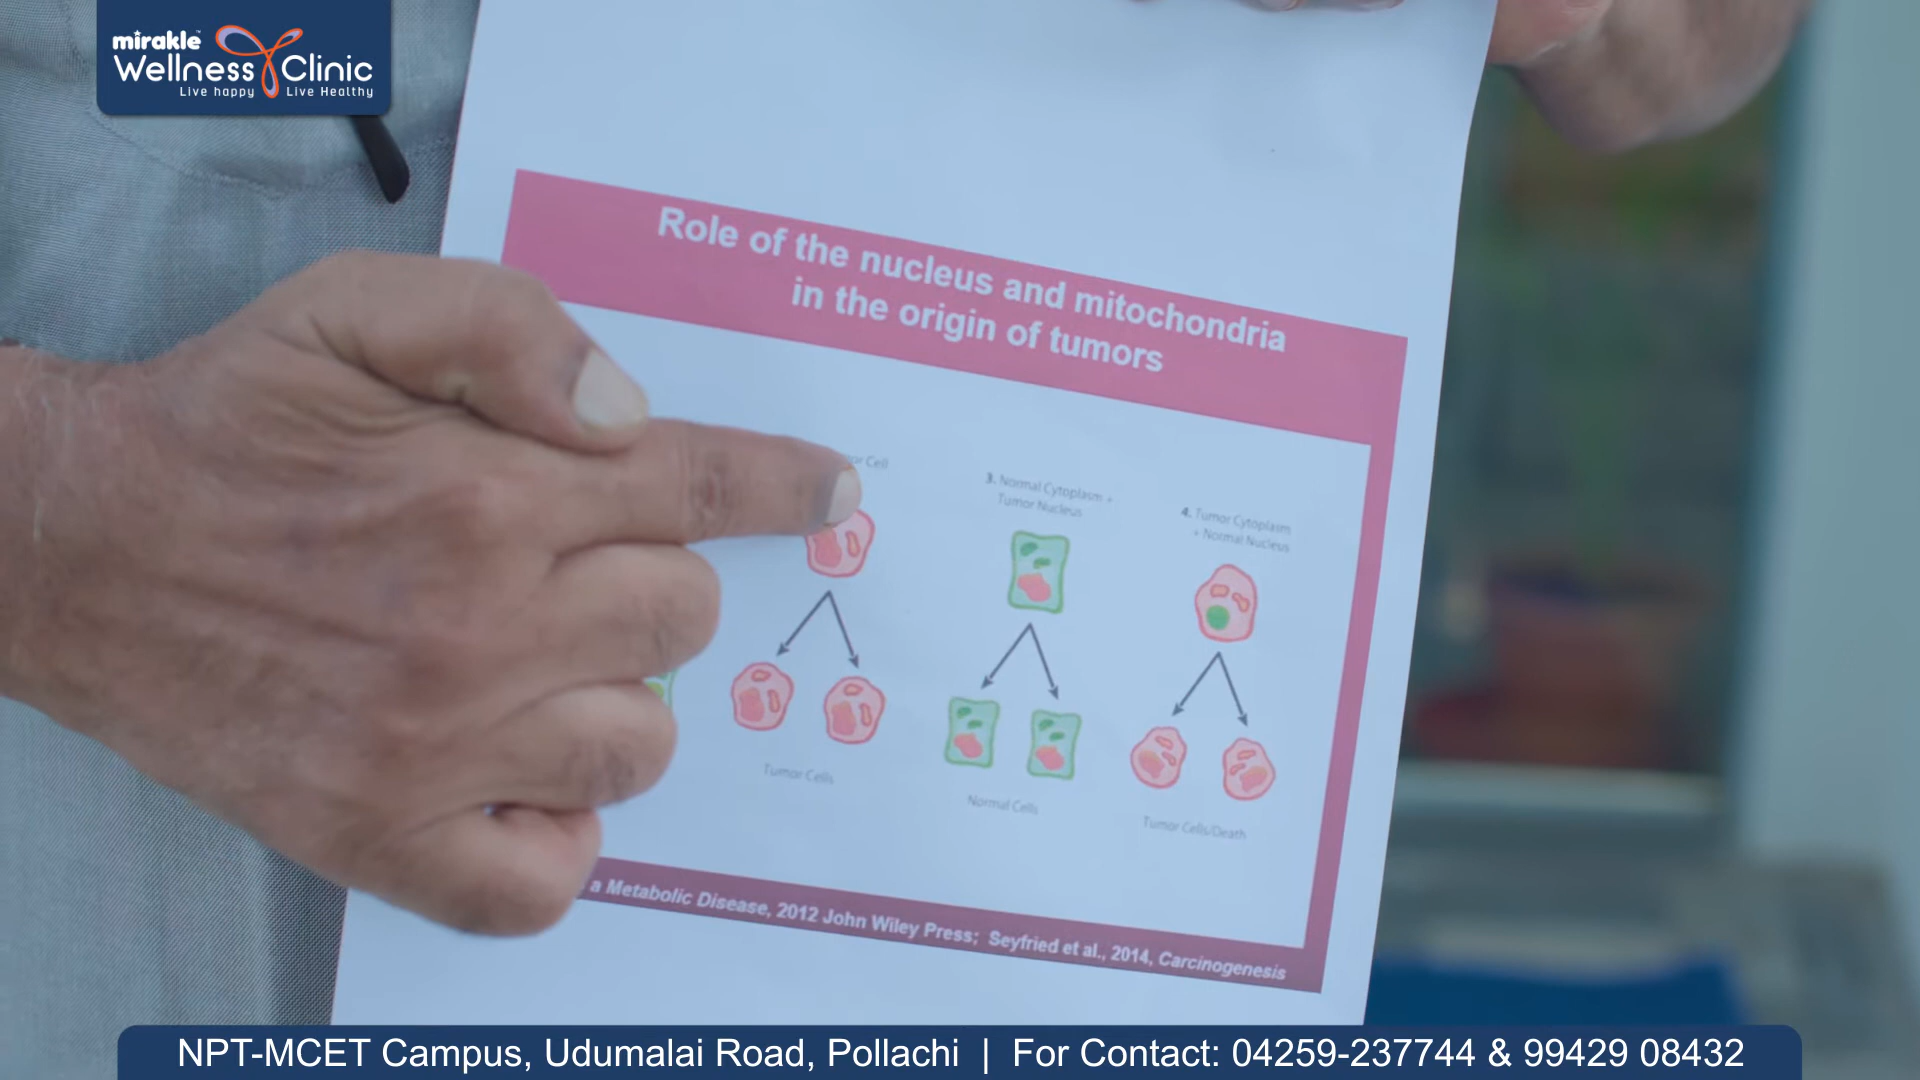 mirakle™
Wellness Clinic
Live happy Live Healthy
Role of the nucleus and mitochondria
in the origin of tumors
Cell
3. Normal Cytoplasm +
Tumor Nucleus
4. Tumor Cytoplasm
+ Normal Nucleus
Tumor Cells
Normal Cells
Tumor Cells/Death
a Metabolic Disease, 2012 John Wiley Press; Seyfried et al., 2014, Carcinogenesis
NPT-MCET Campus, Udumalai Road, Pollachi | For Contact: 04259-237744 & 99429 08432